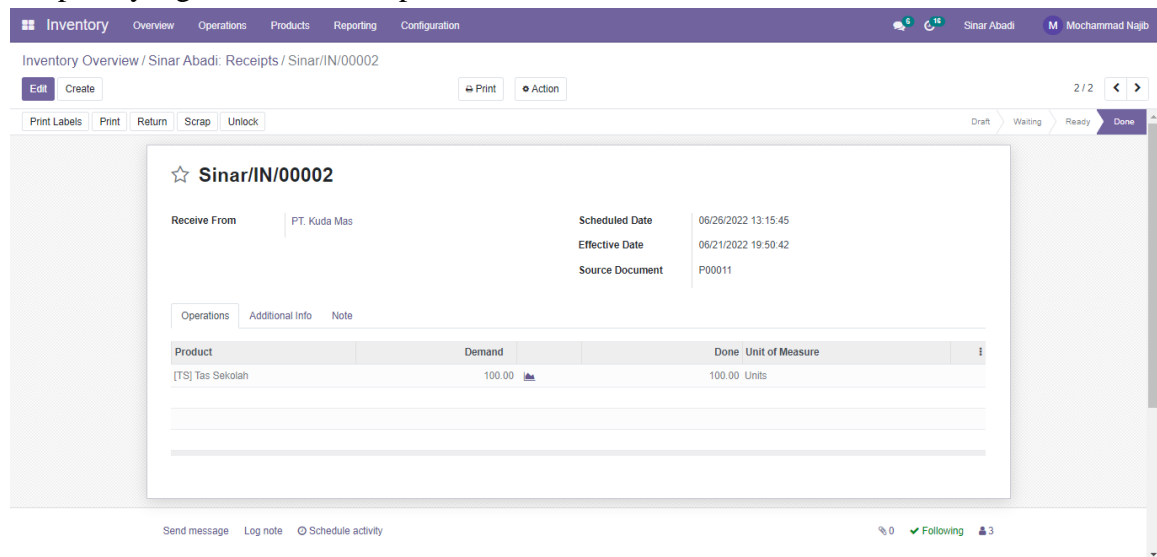 Inventory Overview Operations Products Reporting Configuration 6 16 Sinar Abadi M Mochammad Najib
Inventory Overview / Sinar Abadi: Receipts / Sinar/IN/00002
Edit Create Print Action 2 / 2
Print Labels Print Return Scrap Unlock Draft Waiting Ready Done
Sinar/IN/00002
Receive From PT. Kuda Mas Scheduled Date 06/26/2022 13:15:45
Effective Date 06/21/2022 19:50:42
Source Document P00011
Operations Additional Info Note
Product Demand Done Unit of Measure
[TS] Tas Sekolah 100.00 100.00 Units
Send message Log note Schedule activity 0 Following 3